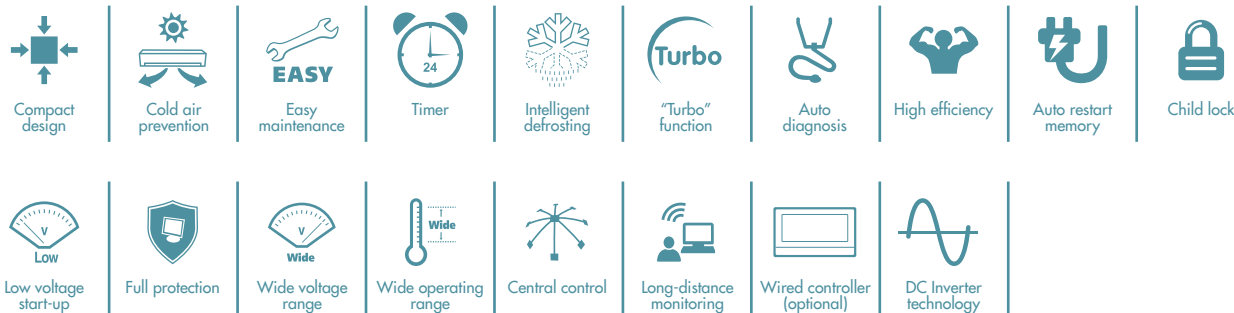 EASY
24
Turbo
Compact
design
Cold air
prevention
Easy
maintenance
Timer
Intelligent
defrosting
“Turbo”
function
Auto
diagnosis
High efficiency
Auto restart
memory
Child lock
V
Low
V
Wide
Wide
Low voltage
start-up
Full protection
Wide voltage
range
Wide operating
range
Central control
Long-distance
monitoring
Wired controller
(optional)
DC Inverter
technology